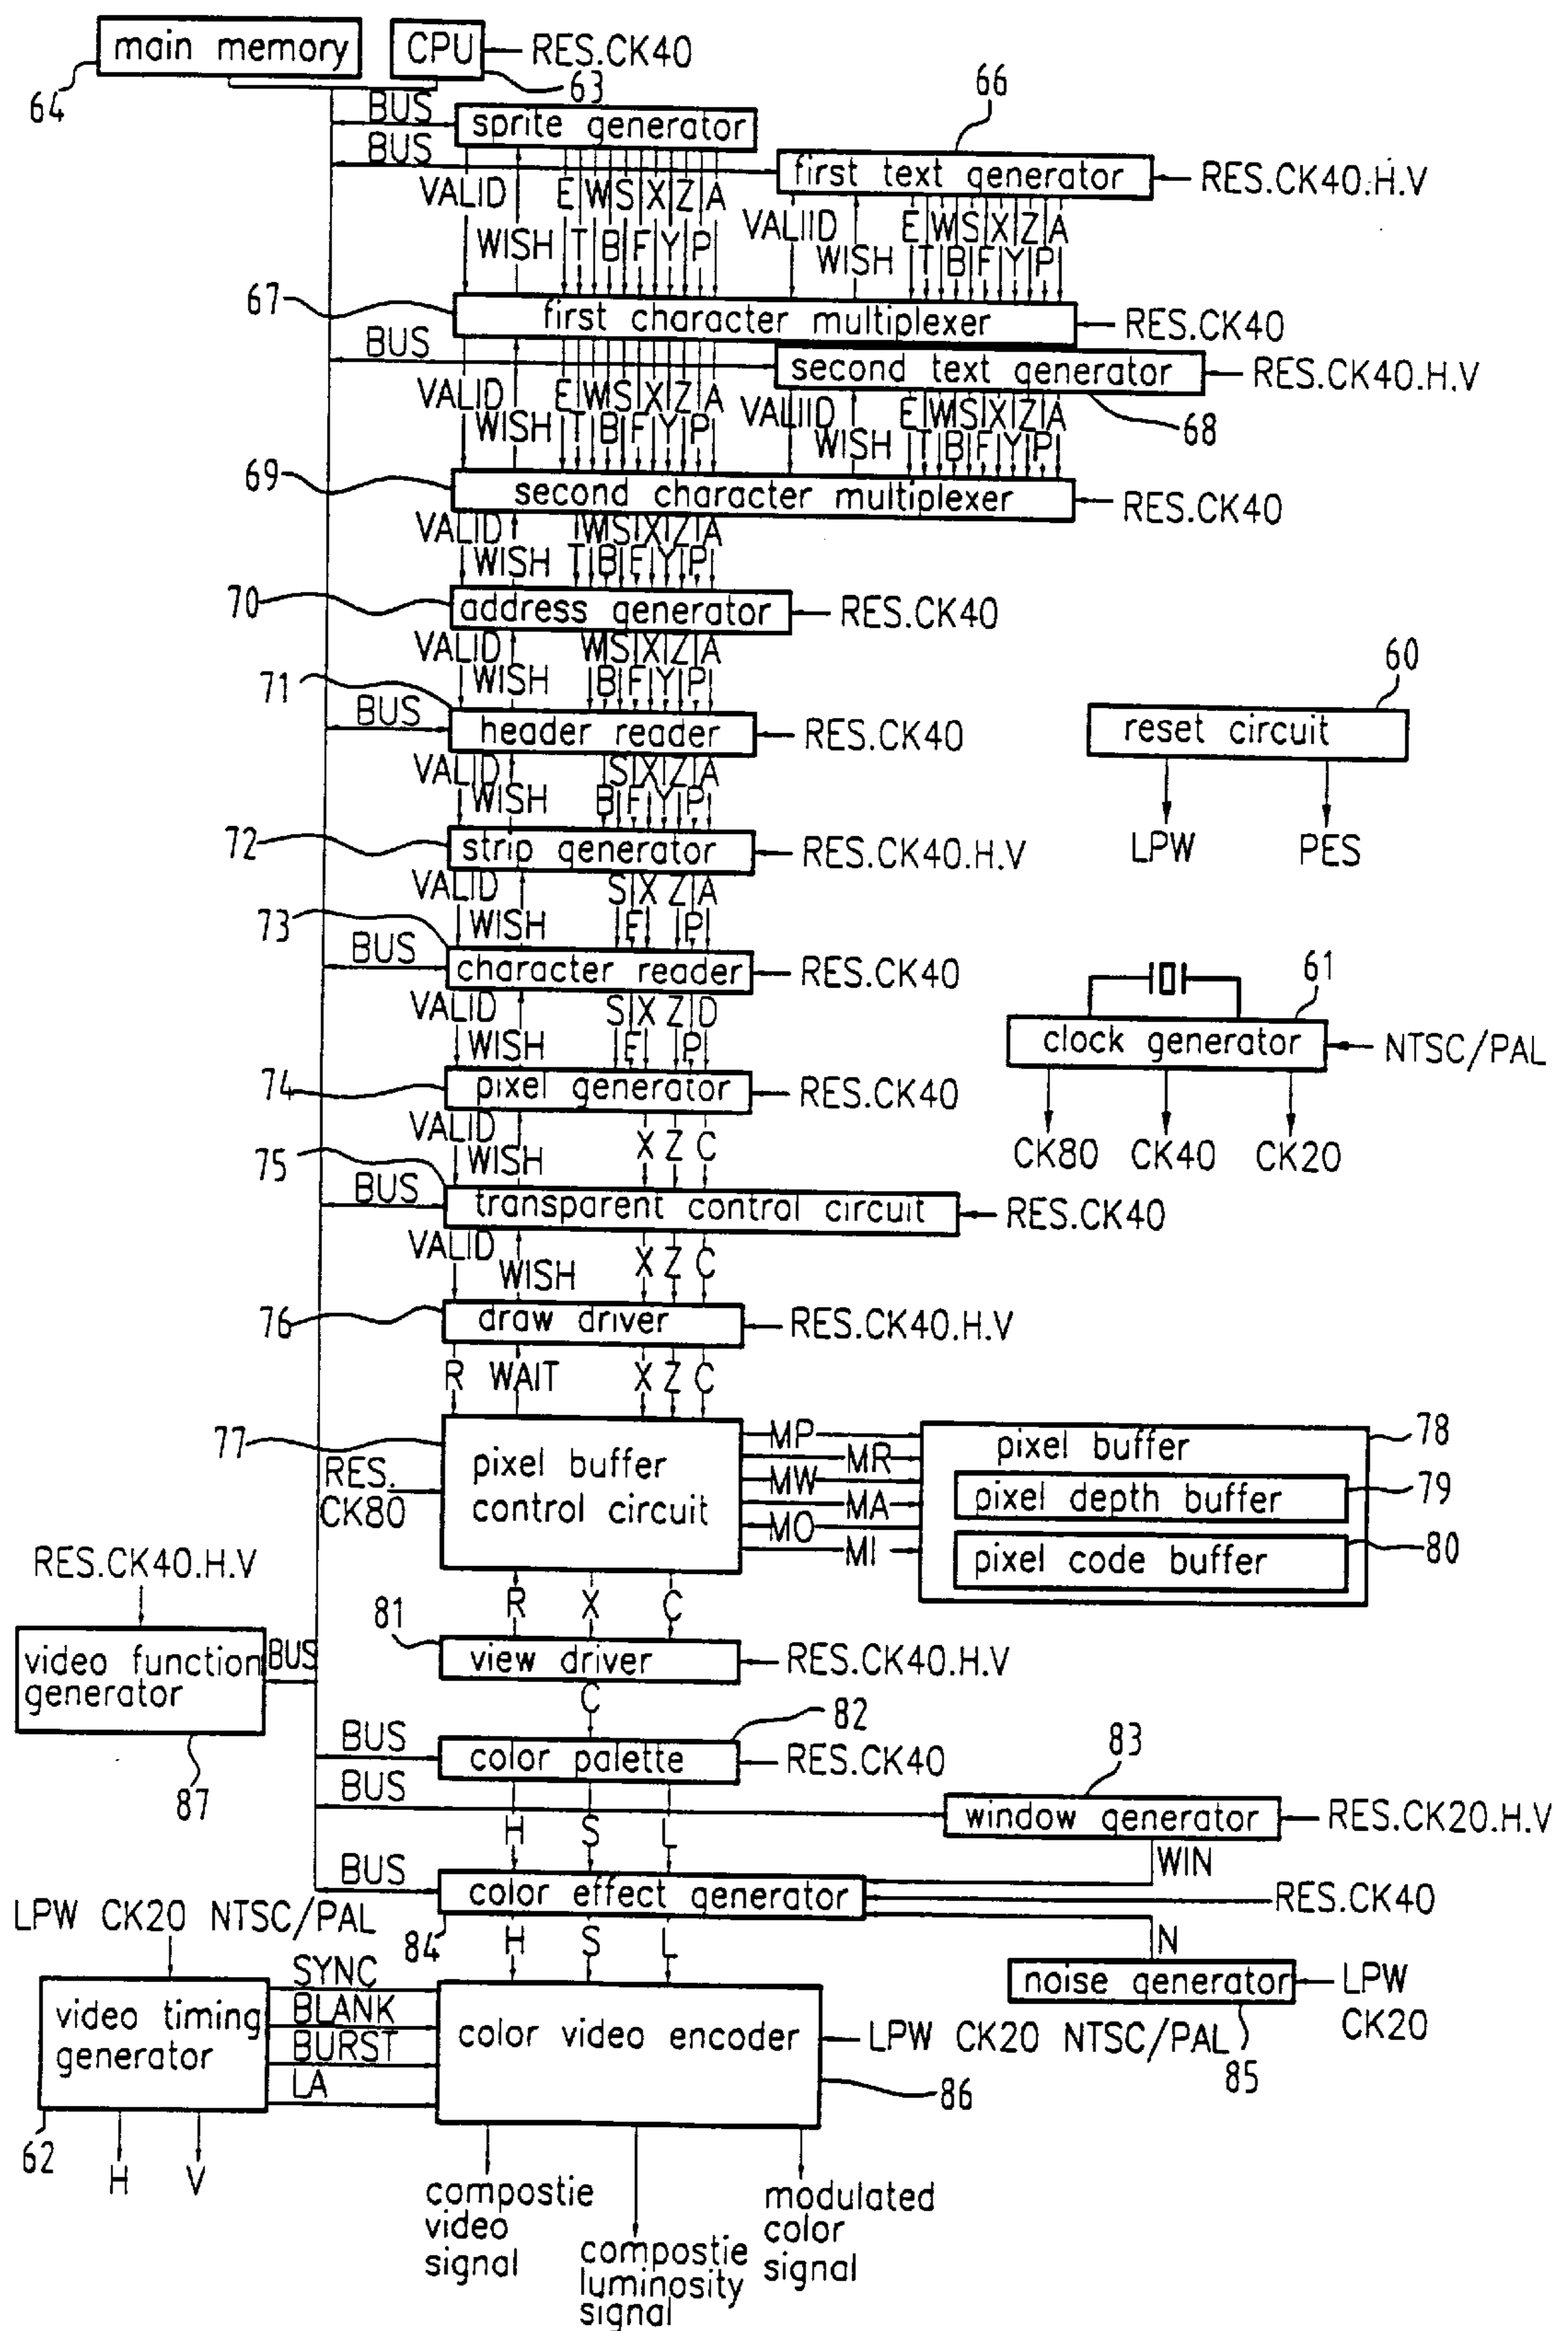 main memory
CPU
RES.CK40
64
63
66
BUS
sprite generator
BUS
first text generator
RES.CK40.H.V
VALID
E W S X Z A
WISH
T B F Y P
VALIID
E W S X Z A
WISH
T B F Y P
67
first character multiplexer
RES.CK40
BUS
second text generator
RES.CK40.H.V
68
VALID
E W S X Z A
WISH
T B F Y P
VALIID
E W S X Z A
WISH
T B F Y P
69
second character multiplexer
RES.CK40
VALID
W S X Z A
WISH
T B F Y P
70
address generator
RES.CK40
VALID
W S X Z A
WISH
B F Y P
71
BUS
header reader
RES.CK40
60
reset circuit
LPW
PES
VALID
S X Z A
WISH
B F Y P
72
strip generator
RES.CK40.H.V
VALID
S X Z A
WISH
F P
73
BUS
character reader
RES.CK40
61
clock generator
NTSC/PAL
CK80
CK40
CK20
VALID
S X Z D
WISH
F P
74
pixel generator
RES.CK40
VALID
WISH
X Z C
75
BUS
transparent control circuit
RES.CK40
VALID
WISH
X Z C
76
draw driver
RES.CK40.H.V
R
WAIT
X Z C
77
RES.
CK80
pixel buffer
control circuit
MP
MR
MW
MA
MO
MI
pixel buffer
78
pixel depth buffer
79
pixel code buffer
80
RES.CK40.H.V
video function
generator
BUS
87
R
X
C
81
view driver
RES.CK40.H.V
C
82
BUS
color palette
RES.CK40
83
BUS
window generator
RES.CK20.H.V
H
S
L
WIN
BUS
color effect generator
RES.CK40
84
H
S
L
N
noise generator
LPW
CK20
85
LPW CK20 NTSC/PAL
video timing
generator
SYNC
BLANK
BURST
LA
62
H
V
color video encoder
LPW CK20 NTSC/PAL
86
compostie
video
signal
compostie
luminosity
signal
modulated
color
signal